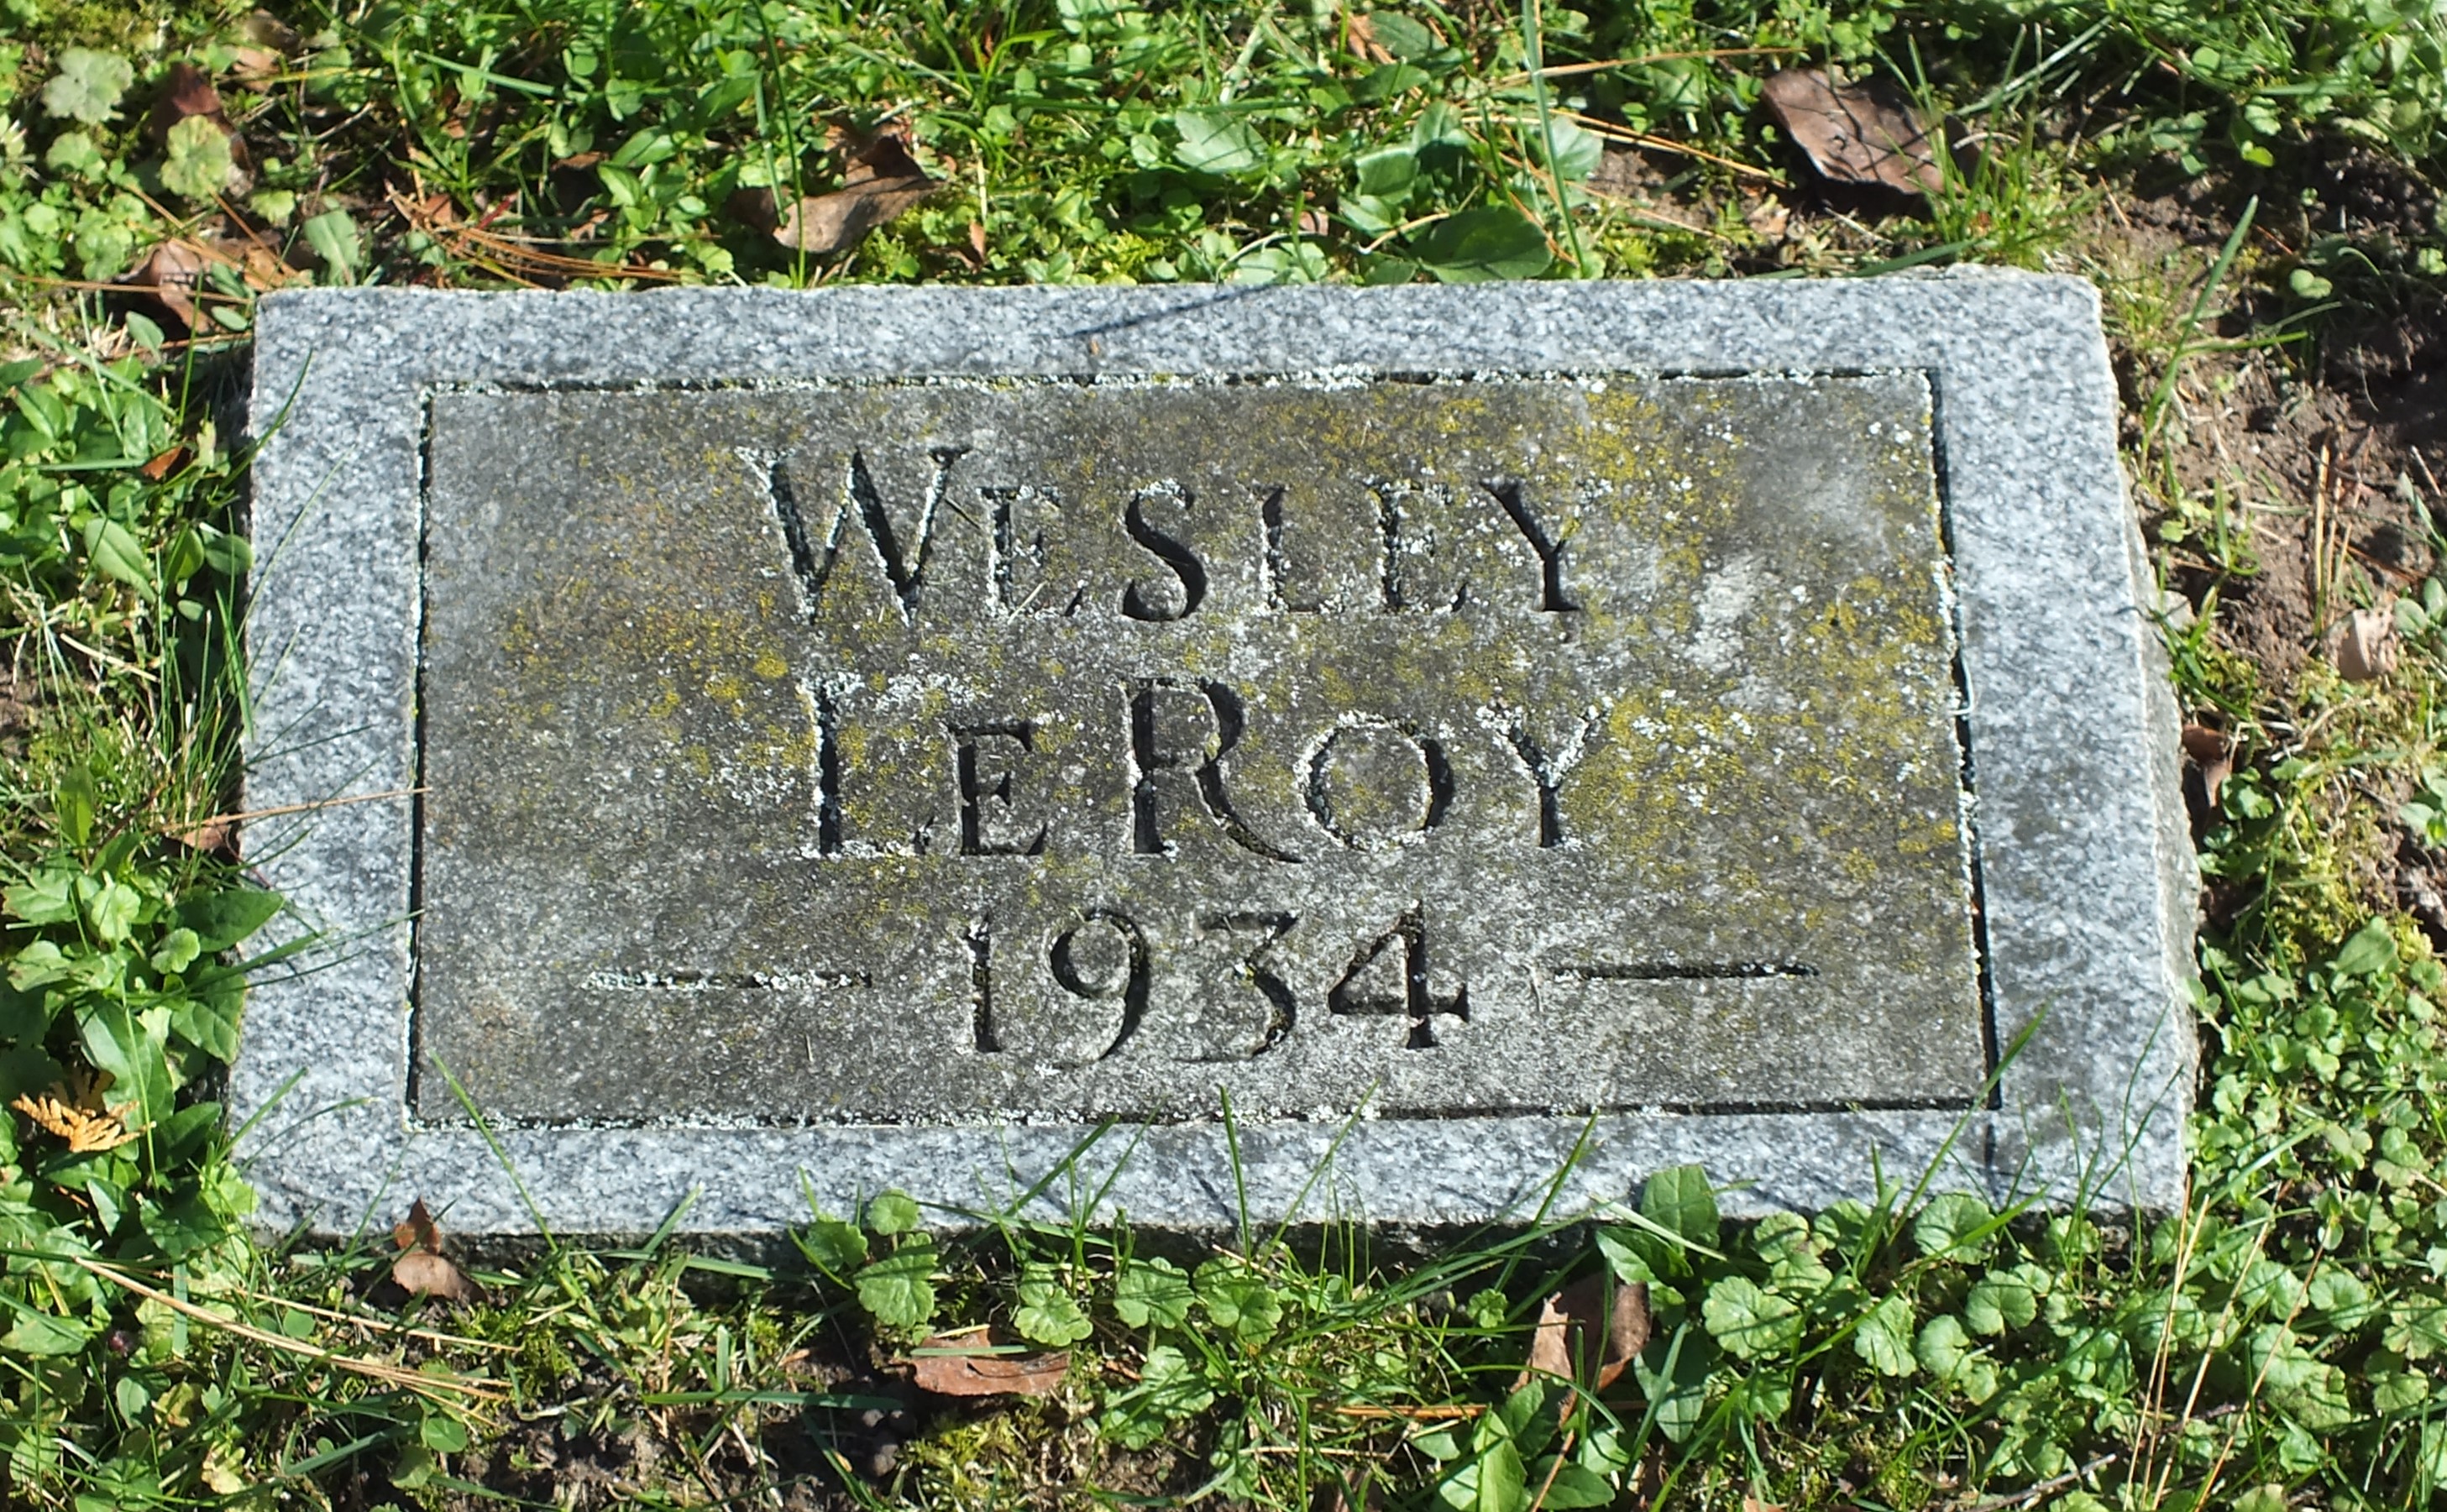 WESLEY
LEROY
— 1934 —